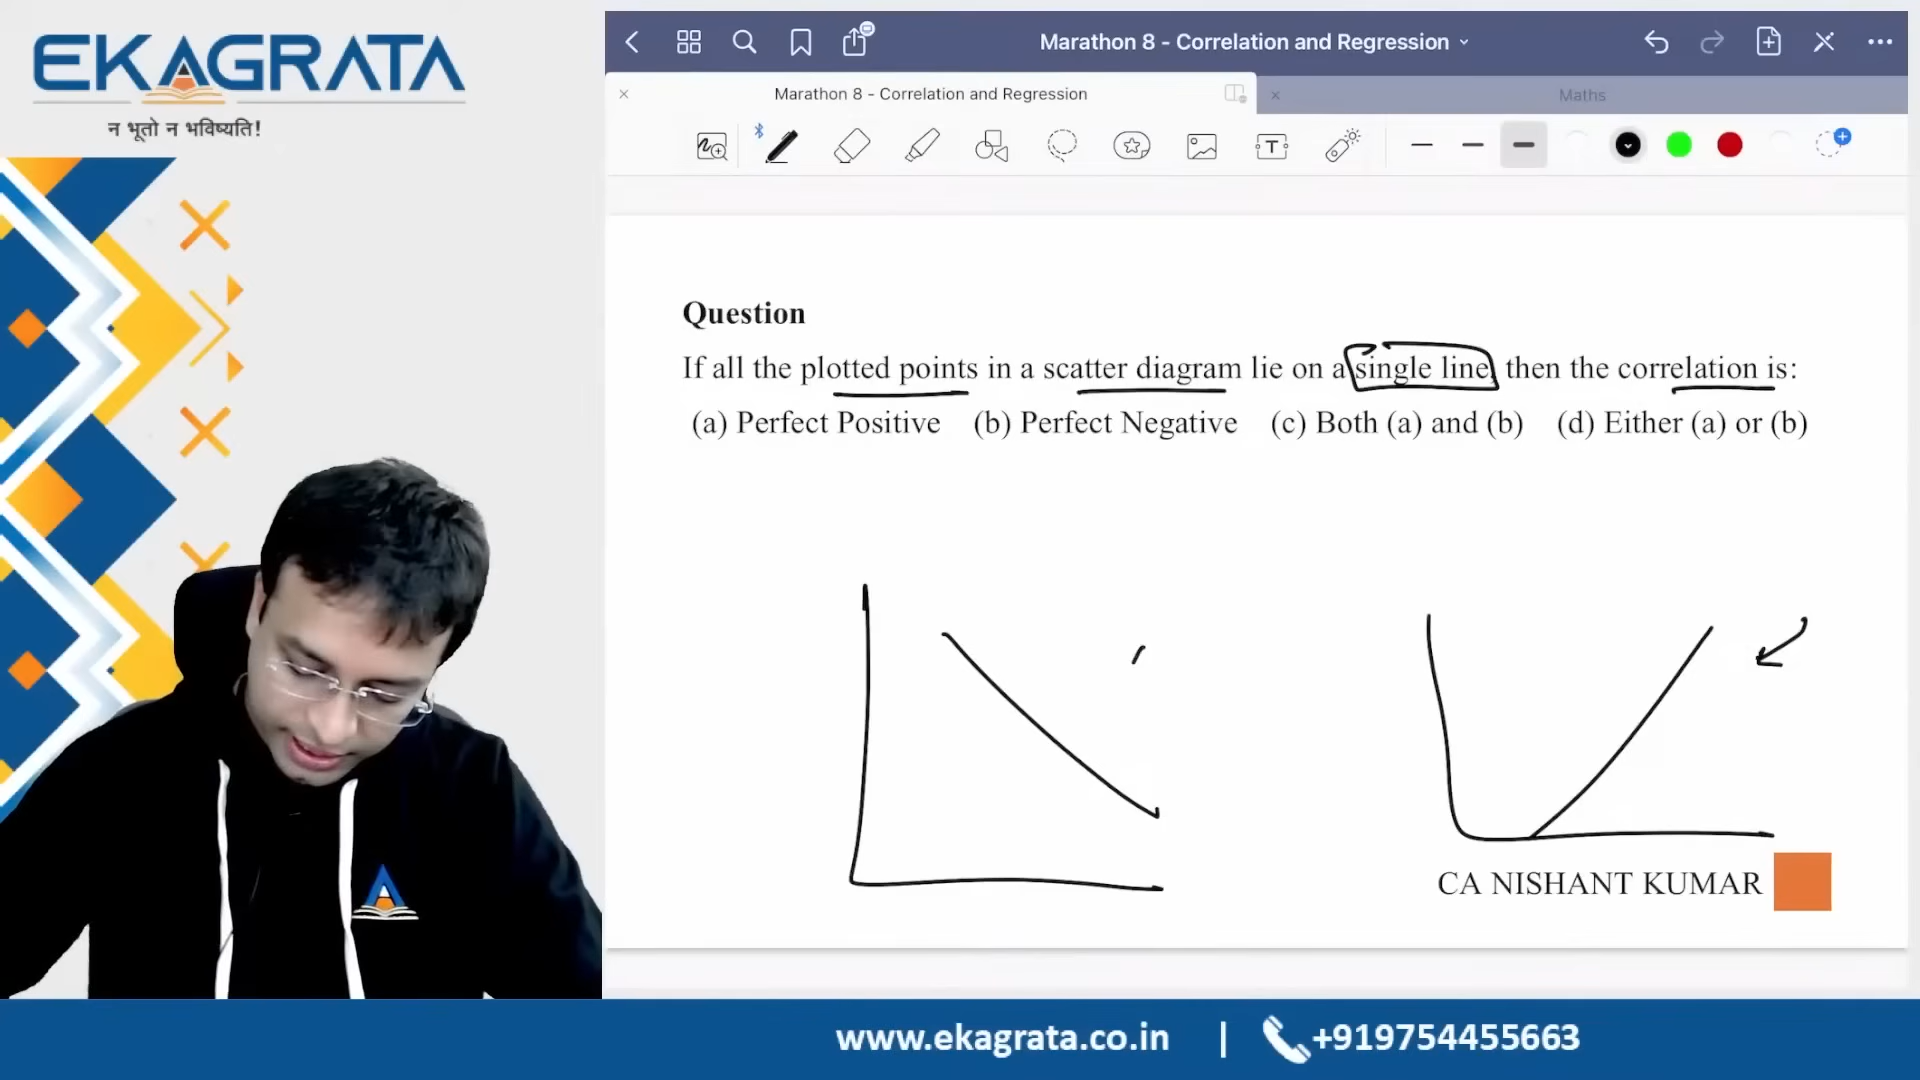 EKAGRATA
न भूतो न भविष्यति!
Marathon 8 - Correlation and Regression
Marathon 8 - Correlation and Regression
Maths
Question
If all the plotted points in a scatter diagram lie on a single line, then the correlation is:
(a) Perfect Positive (b) Perfect Negative (c) Both (a) and (b) (d) Either (a) or (b)
CA NISHANT KUMAR
www.ekagrata.co.in | +919754455663